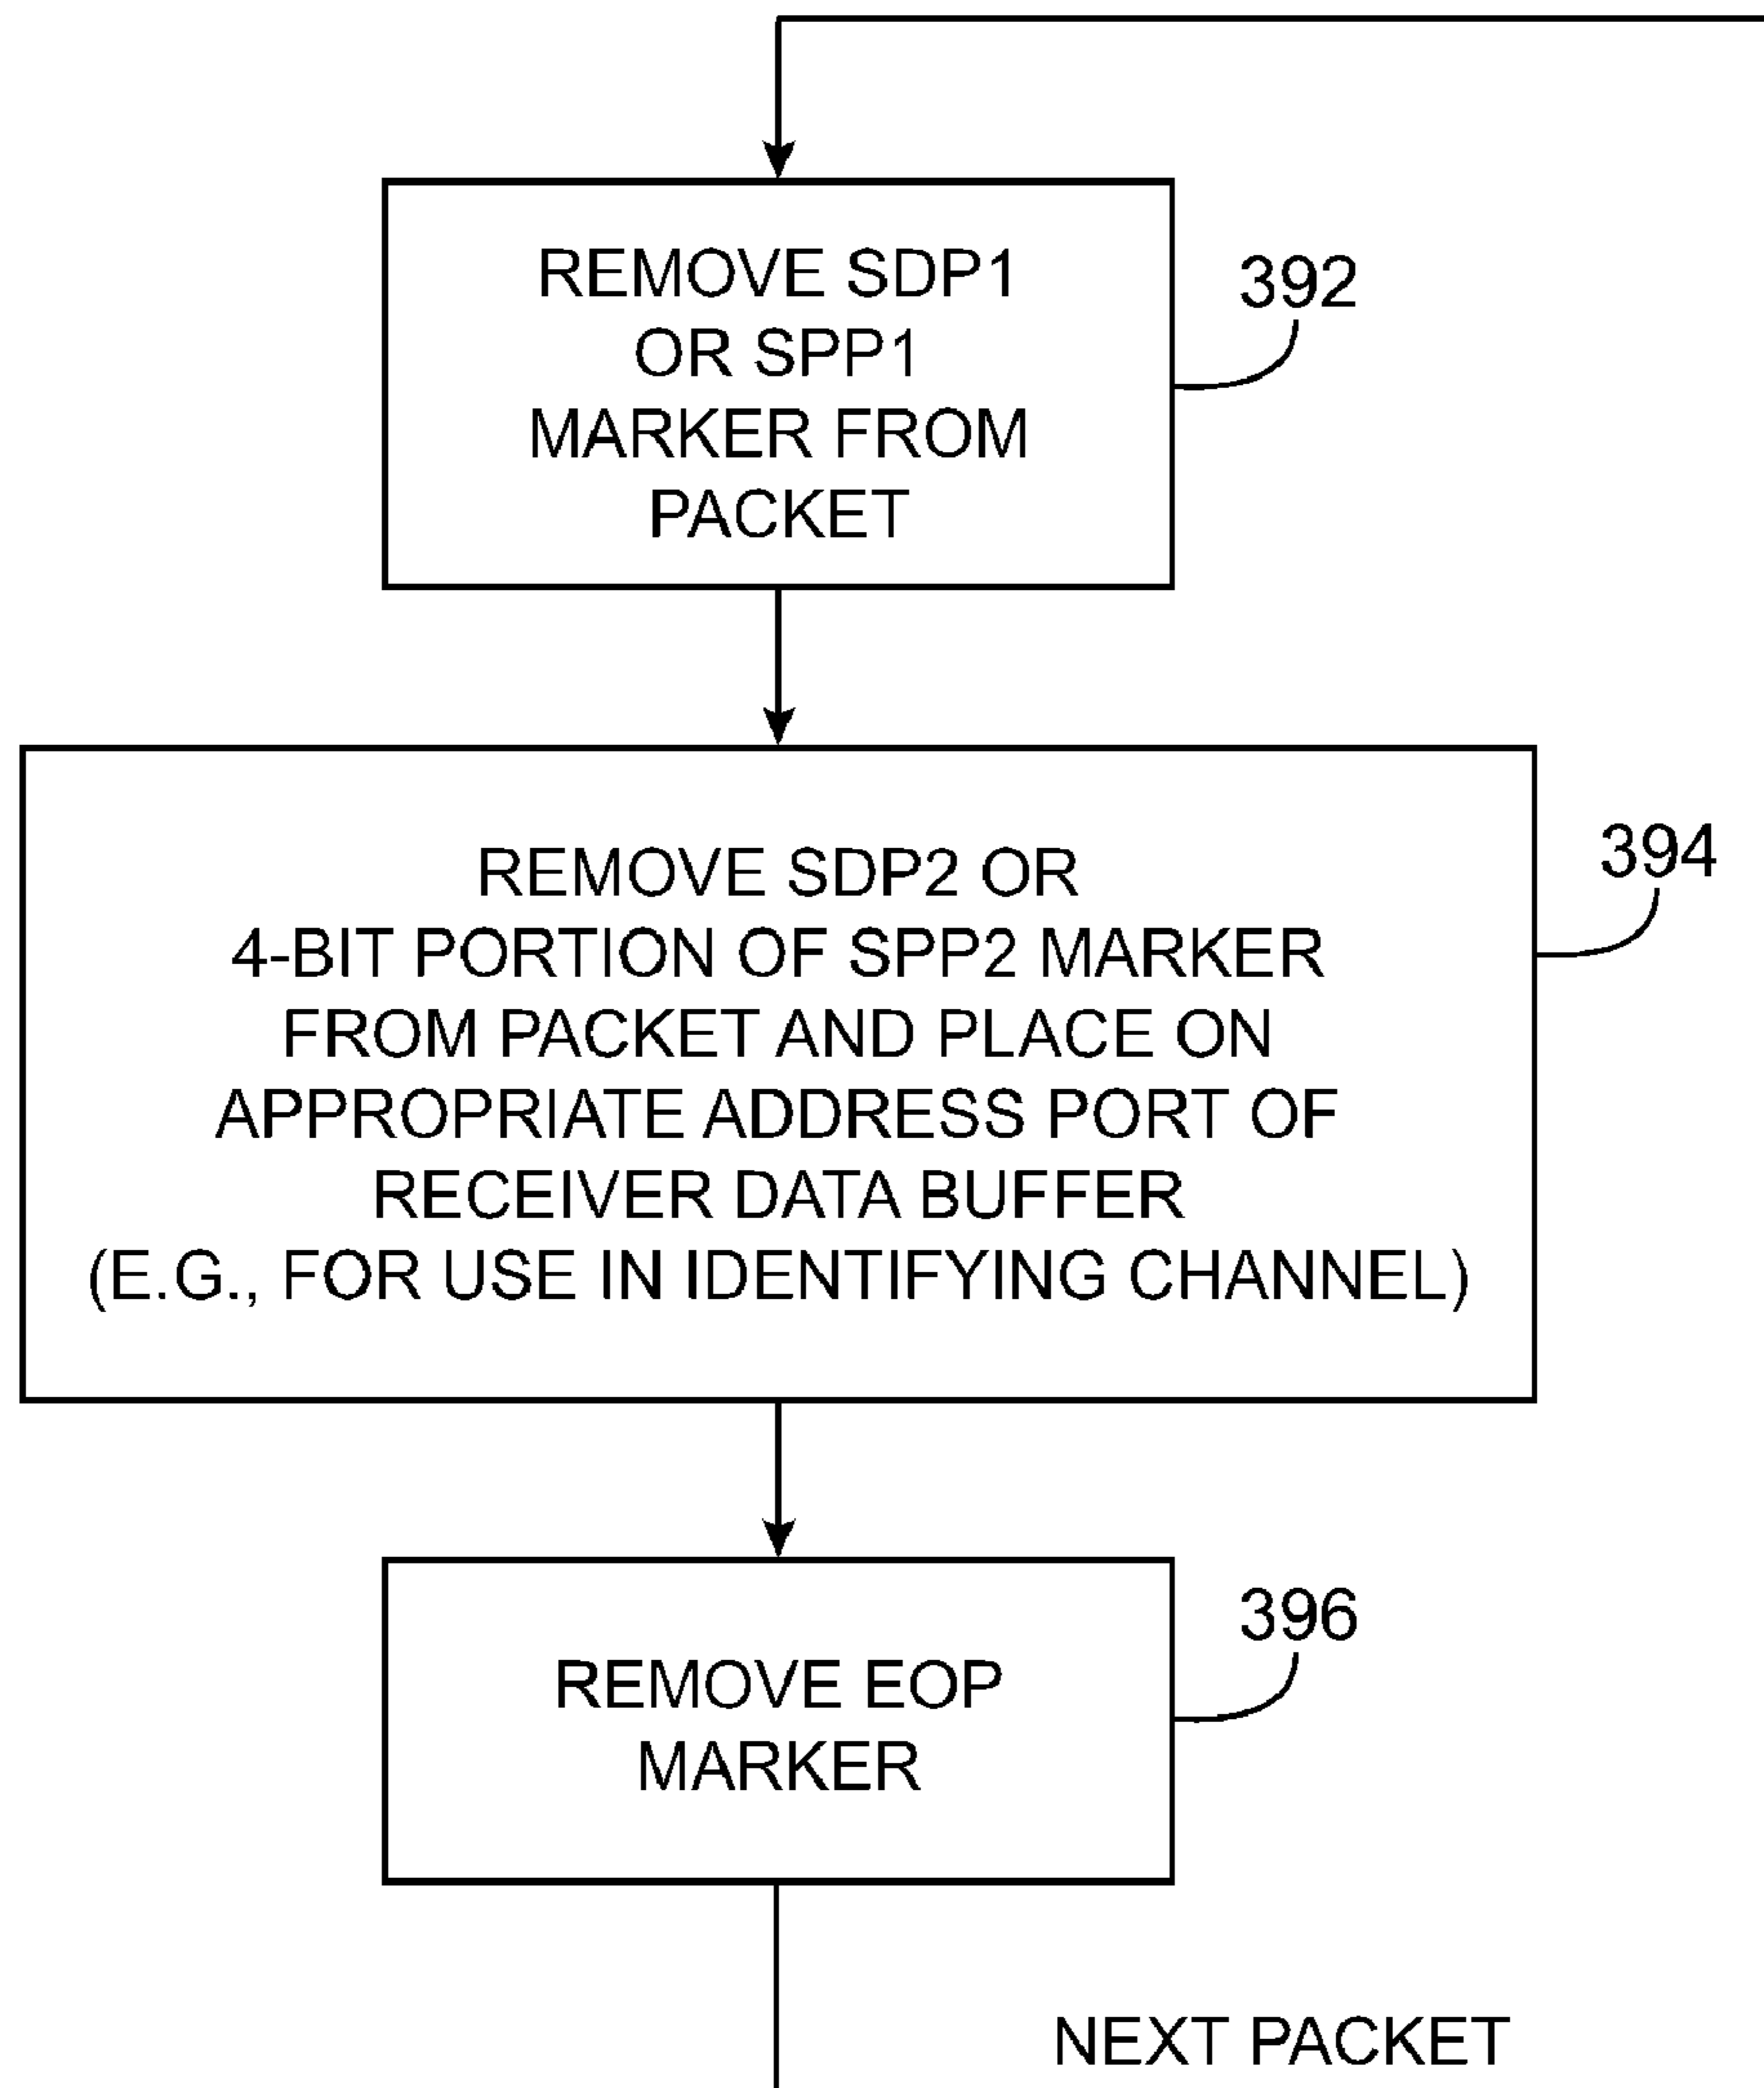 REMOVE SDP1
OR SPP1
MARKER FROM
PACKET
392
REMOVE SDP2 OR
4-BIT PORTION OF SPP2 MARKER
FROM PACKET AND PLACE ON
APPROPRIATE ADDRESS PORT OF
RECEIVER DATA BUFFER
(E.G., FOR USE IN IDENTIFYING CHANNEL)
394
REMOVE EOP
MARKER
396
NEXT PACKET